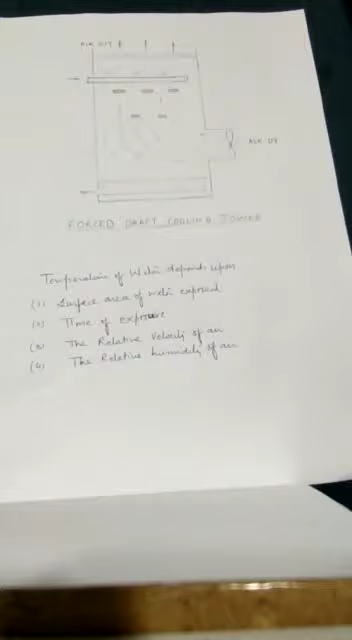 AIR OUT
AIR
FORCED DRAFT COOLING TOWER
Temperature of Water depends upon
(1) Surface area of water exposed
(2) Time of exposure
(3) The Relative Velocity of air
(4) The Relative humidity of air